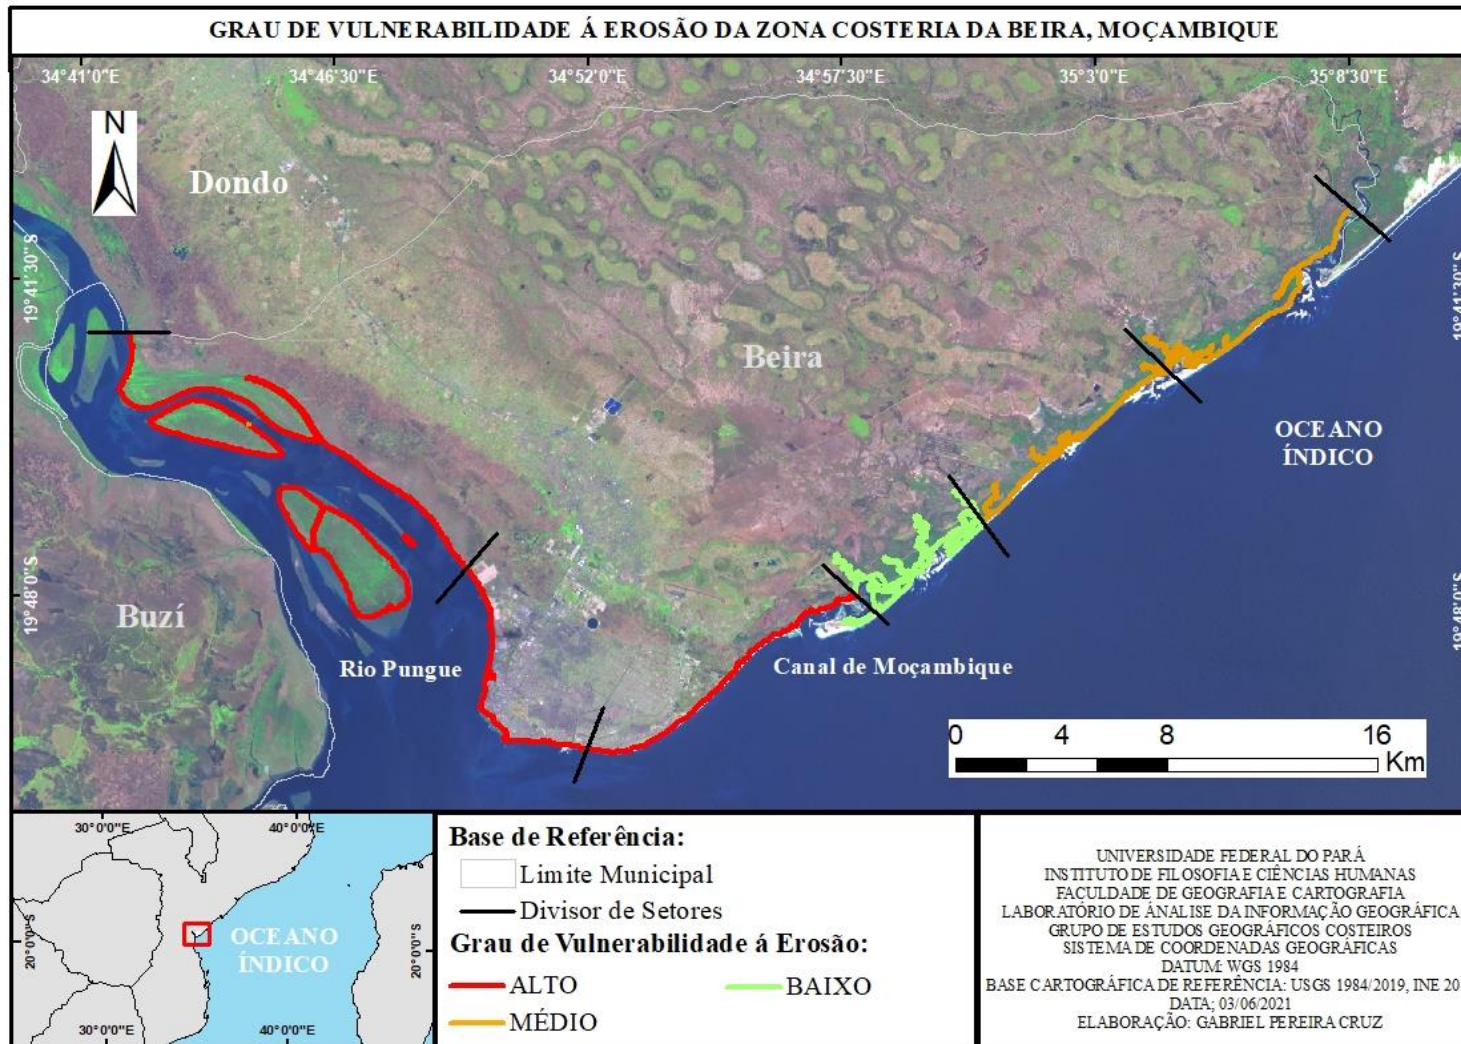 GRAU DE VULNERABILIDADE Á EROSÃO DA ZONA COSTERIA DA BEIRA, MOÇAMBIQUE
34°41'0"E
34°46'30"E
34°52'0"E
34°57'30"E
35°3'0"E
35°8'30"E
N
Dondo
19°41'30"S
19°41'30"S
Beira
OCEANO
ÍNDICO
19°48'0"S
19°48'0"S
Buzí
Rio Pungue
Canal de Moçambique
0 4 8 16
Km
30°0'0"E
40°0'0"E
20°0'0"S
20°0'0"S
OCEANO
ÍNDICO
30°0'0"E
40°0'0"E
Base de Referência:
Limite Municipal
Divisor de Setores
Grau de Vulnerabilidade á Erosão:
ALTO
BAIXO
MÉDIO
UNIVERSIDADE FEDERAL DO PARÁ
INSTITUTO DE FILOSOFIA E CIÊNCIAS HUMANAS
FACULDADE DE GEOGRAFIA E CARTOGRAFIA
LABORATÓRIO DE ÁNALISE DA INFORMAÇÃO GEOGRÁFICA
GRUPO DE ESTUDOS GEOGRÁFICOS COSTEIROS
SISTEMA DE COORDENADAS GEOGRÁFICAS
DATUM: WGS 1984
BASE CARTOGRÁFICA DE REFERÊNCIA: USGS 1984/2019, INE 20
DATA; 03/06/2021
ELABORAÇÃO: GABRIEL PEREIRA CRUZ